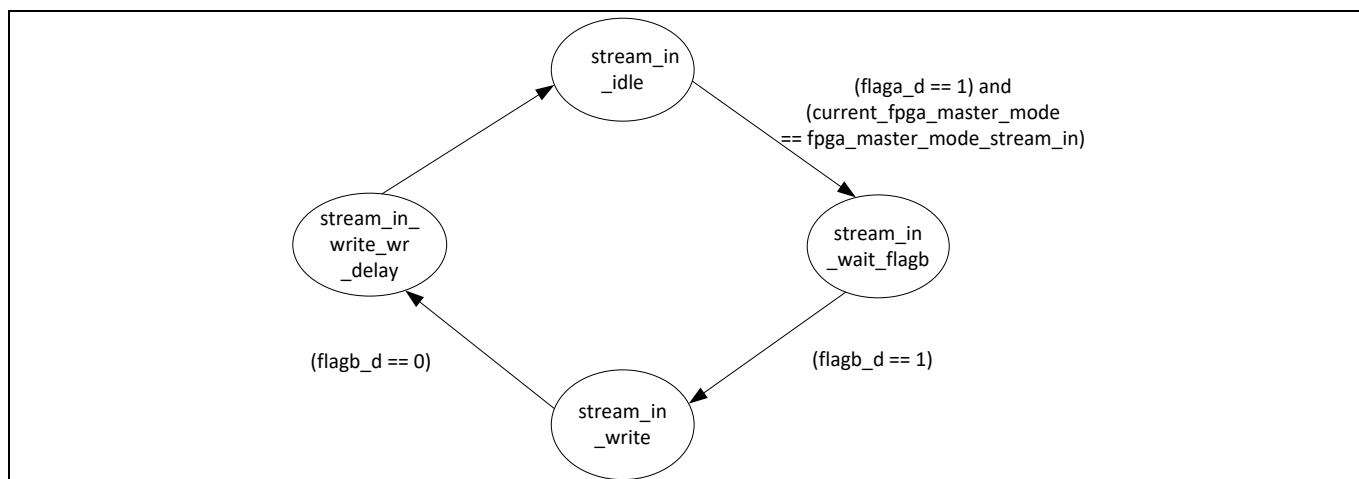 stream_in
_idle
(flaga_d == 1) and
(current_fpga_master_mode
== fpga_master_mode_stream_in)
stream_in_
write_wr
_delay
stream_in
_wait_flagb
(flagb_d == 0)
(flagb_d == 1)
stream_in
_write